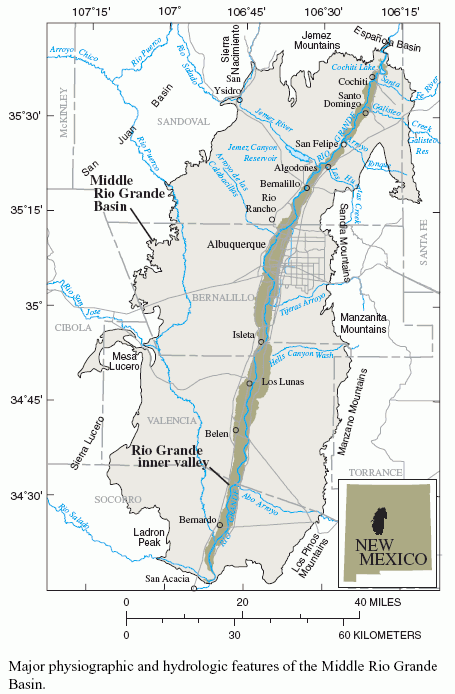 107°15'
107°
106°45'
106°30'
106°15'
Española Basin
Jemez
Mountains
Sierra
Nacimiento
Arroyo Chico
Rio Puerco
Rio
Salado
San
Ysidro
Cochiti Lake
Cochiti
Santa
Fe River
Santo
Domingo
Galisteo
Creek
Galisteo
Res
McKINLEY
San Juan Basin
SANDOVAL
35°30'
Jemez River
Jemez Canyon
Reservoir
San Felipe
RIO GRANDE
Arroyo
Tonque
Rio Puerco
Arroyo de las
Calabacillas
Algodones
Las Huertas Creek
Bernalillo
Middle
Rio Grande
Basin
Rio
Rancho
35°15'
Sandia Mountains
SANTA FE
Albuquerque
35°
BERNALILLO
Rio San
Jose
CIBOLA
Tijeras Arroyo
Manzanita
Mountains
Isleta
Mesa
Lucero
Hells Canyon Wash
Los Lunas
34°45'
Manzano Mountains
VALENCIA
Belen
Sierra Lucero
Rio Grande
inner valley
TORRANCE
34°30'
SOCORRO
Abo Arroyo
Rio Salado
Bernardo
Ladron
Peak
Los Pinos
Mountains
San Acacia
NEW
MEXICO
0 20 40 MILES
0 30 60 KILOMETERS
Major physiographic and hydrologic features of the Middle Rio Grande
Basin.